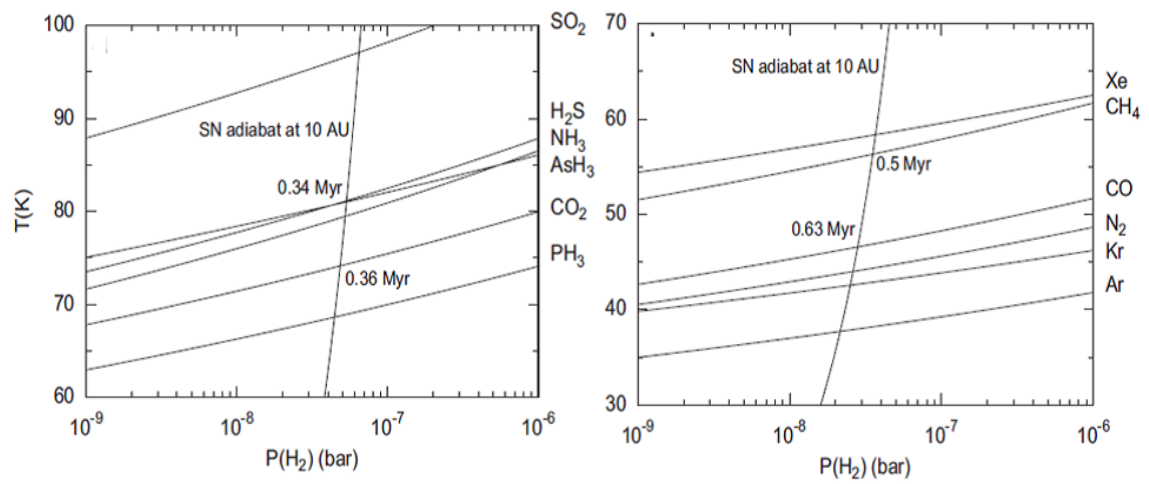 100
90
80
70
60
T(K)
10-9
10-8
10-7
10-6
P(H2) (bar)
SN adiabat at 10 AU
0.34 Myr
0.36 Myr
SO2
H2S
NH3
AsH3
CO2
PH3
70
60
50
40
30
10-9
10-8
10-7
10-6
P(H2) (bar)
SN adiabat at 10 AU
0.5 Myr
0.63 Myr
Xe
CH4
CO
N2
Kr
Ar